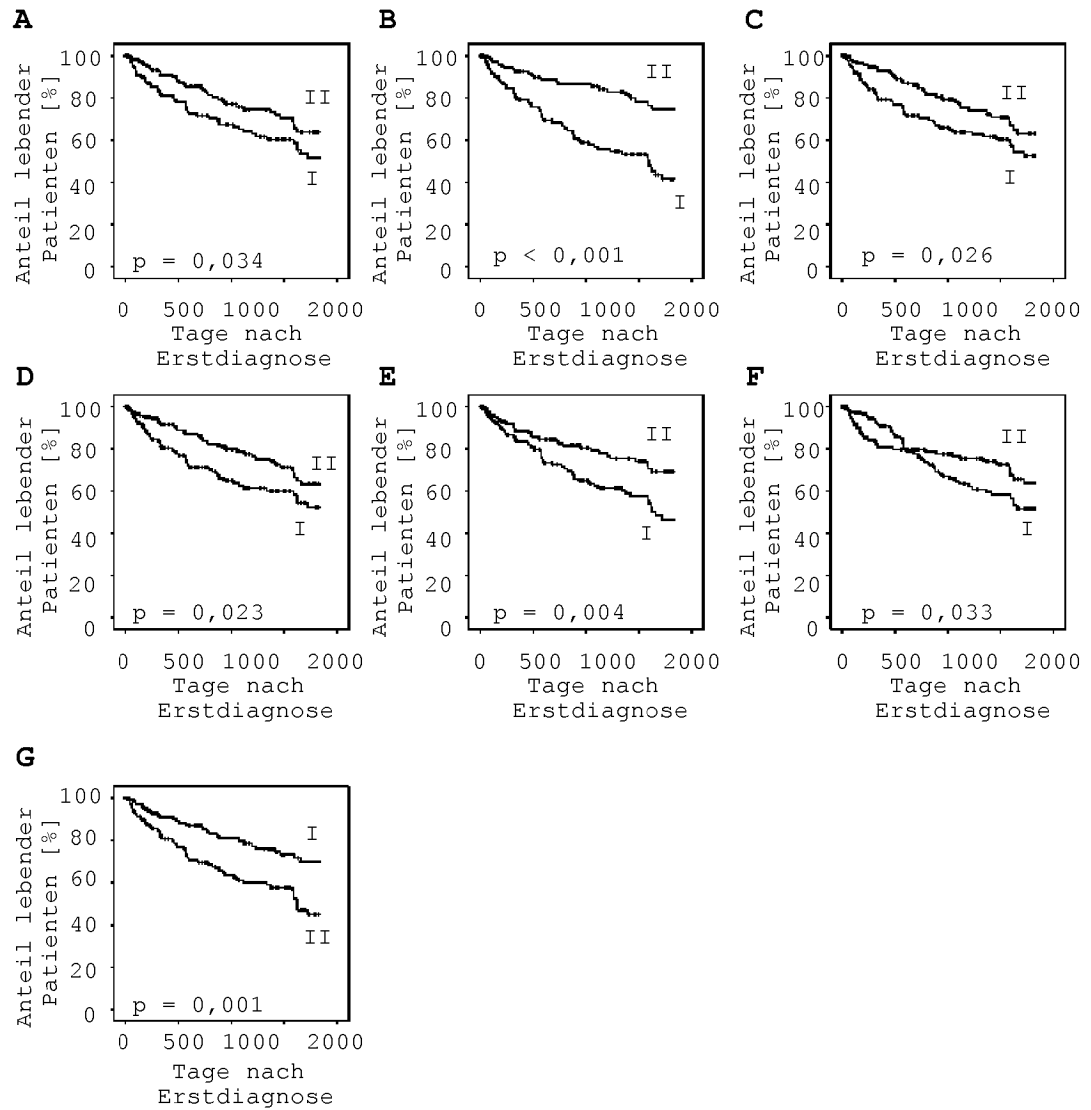 A
Anteil lebender
Patienten [%]
100
80
60
40
20
0
II
I
p = 0,034
0 500 1000 2000
Tage nach
Erstdiagnose
B
Anteil lebender
Patienten [%]
100
80
60
40
20
0
II
I
p < 0,001
0 500 1000 2000
Tage nach
Erstdiagnose
C
Anteil lebender
Patienten [%]
100
80
60
40
20
0
II
I
p = 0,026
0 500 1000 2000
Tage nach
Erstdiagnose
D
Anteil lebender
Patienten [%]
100
80
60
40
20
0
II
I
p = 0,023
0 500 1000 2000
Tage nach
Erstdiagnose
E
Anteil lebender
Patienten [%]
100
80
60
40
20
0
II
I
p = 0,004
0 500 1000 2000
Tage nach
Erstdiagnose
F
Anteil lebender
Patienten [%]
100
80
60
40
20
0
II
I
p = 0,033
0 500 1000 2000
Tage nach
Erstdiagnose
G
Anteil lebender
Patienten [%]
100
80
60
40
20
0
I
II
p = 0,001
0 500 1000 2000
Tage nach
Erstdiagnose